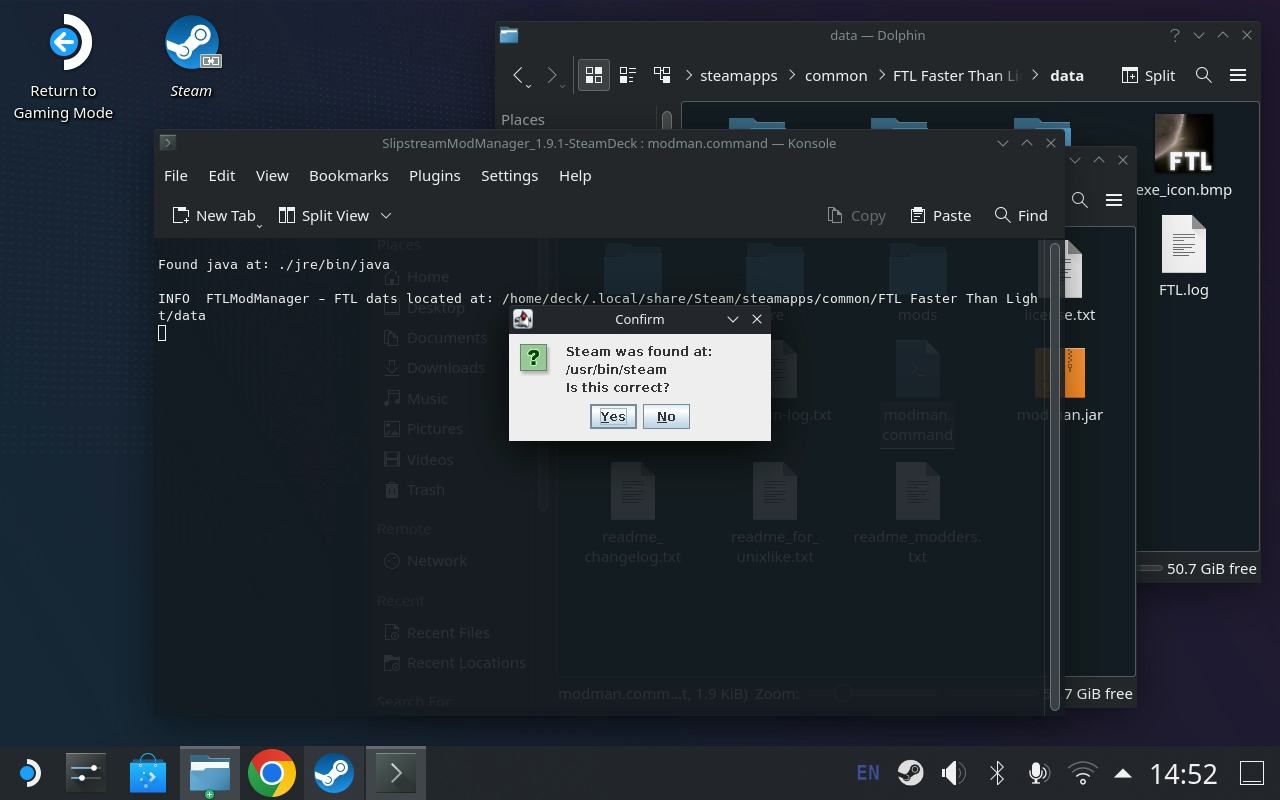 Return to
Gaming Mode
Steam
data — Dolphin
steamapps
common
FTL Faster Than Li
data
Split
Places
exe_icon.bmp
FTL.log
50.7 GiB free
SlipstreamModManager_1.9.1-SteamDeck : modman.command — Konsole
File Edit View Bookmarks Plugins Settings Help
New Tab
Split View
Copy
Paste
Find
Found java at: ./jre/bin/java
INFO  FTLModManager - FTL dats located at: /home/deck/.local/share/Steam/steamapps/common/FTL Faster Than Ligh
t/data
Confirm
?
Steam was found at:
/usr/bin/steam
Is this correct?
Yes
No
Places
Home
Desktop
Documents
Downloads
Music
Pictures
Videos
Trash
Remote
Network
Recent
Recent Files
Recent Locations
Search For
mods
license.txt
n-log.txt
modman.
command
modman.jar
readme_
changelog.txt
readme_for_
unixlike.txt
readme_modders.
txt
modman.comm...t, 1.9 KiB)
Zoom:
7 GiB free
EN
14:52